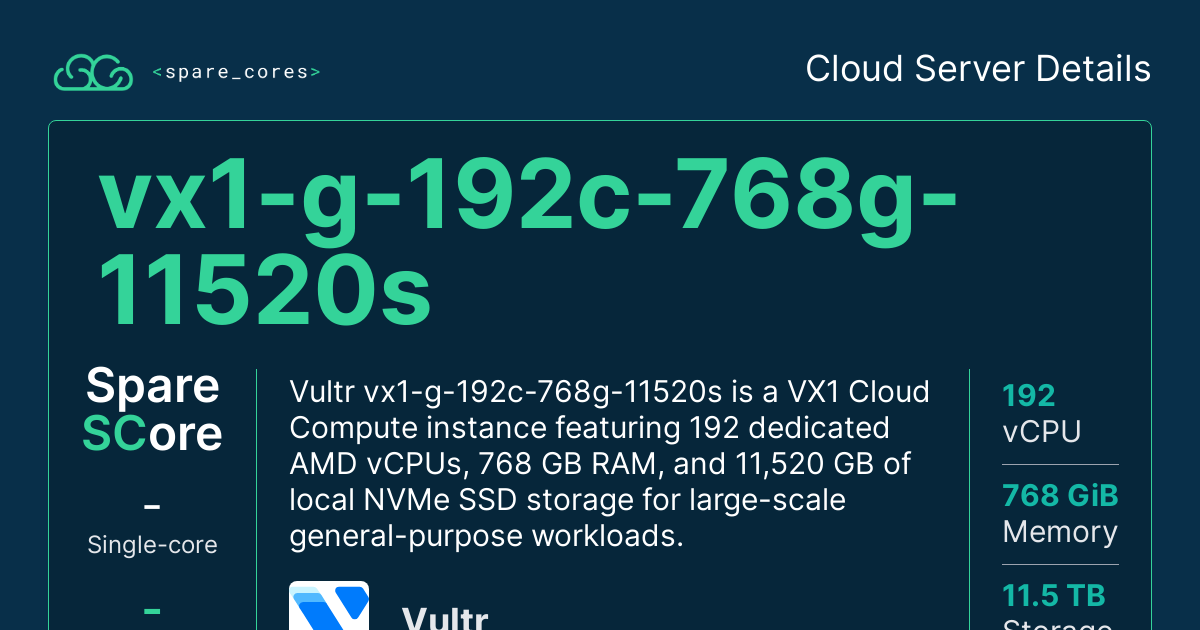 <spare_cores>
Cloud Server Details
vx1-g-192c-768g-
11520s
Spare
SCore
–
Single-core
–
Vultr vx1-g-192c-768g-11520s is a VX1 Cloud
Compute instance featuring 192 dedicated
AMD vCPUs, 768 GB RAM, and 11,520 GB of
local NVMe SSD storage for large-scale
general-purpose workloads.
Vultr
192
vCPU
768 GiB
Memory
11.5 TB
Storage